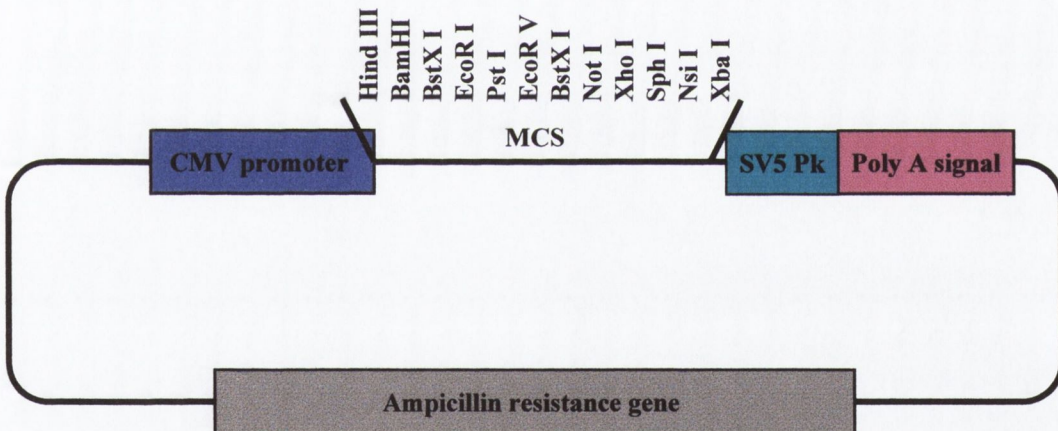 Hind III
BamHI
BstX I
EcoR I
Pst I
EcoR V
BstX I
Not I
Xho I
Sph I
Nsi I
Xba I
MCS
CMV promoter
SV5 Pk
Poly A signal
Ampicillin resistance gene